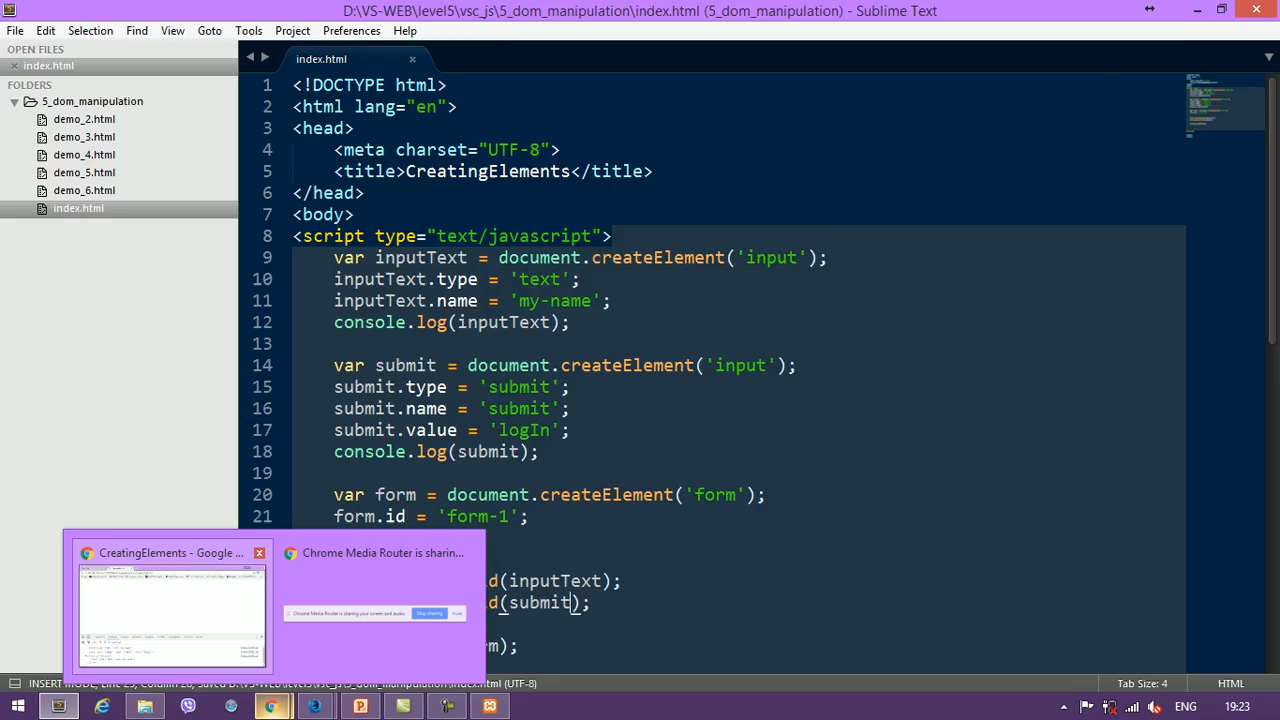 D:\VS-WEB\level5\vsc_js\5_dom_manipulation\index.html (5_dom_manipulation) - Sublime Text
File Edit Selection Find View Goto Tools Project Preferences Help
OPEN FILES
index.html
FOLDERS
5_dom_manipulation
demo_2.html
demo_3.html
demo_4.html
demo_5.html
demo_6.html
index.html
index.html
1 <!DOCTYPE html>
2 <html lang="en">
3 <head>
4 <meta charset="UTF-8">
5 <title>CreatingElements</title>
6 </head>
7 <body>
8 <script type="text/javascript">
9 var inputText = document.createElement('input');
10 inputText.type = 'text';
11 inputText.name = 'my-name';
12 console.log(inputText);
13
14 var submit = document.createElement('input');
15 submit.type = 'submit';
16 submit.name = 'submit';
17 submit.value = 'logIn';
18 console.log(submit);
19
20 var form = document.createElement('form');
21 form.id = 'form-1';
ld(inputText);
ld(submit);
rm);
CreatingElements - Google ...
Chrome Media Router is sharin...
Chrome Media Router is sharing your screen and audio.
Stop sharing
Hide
INSERT MODE, Line 25, Column 26, Saved D:\VS-WEB\level5\vsc_js\5_dom_manipulation\index.html (UTF-8)
Tab Size: 4
HTML
ENG
19:23